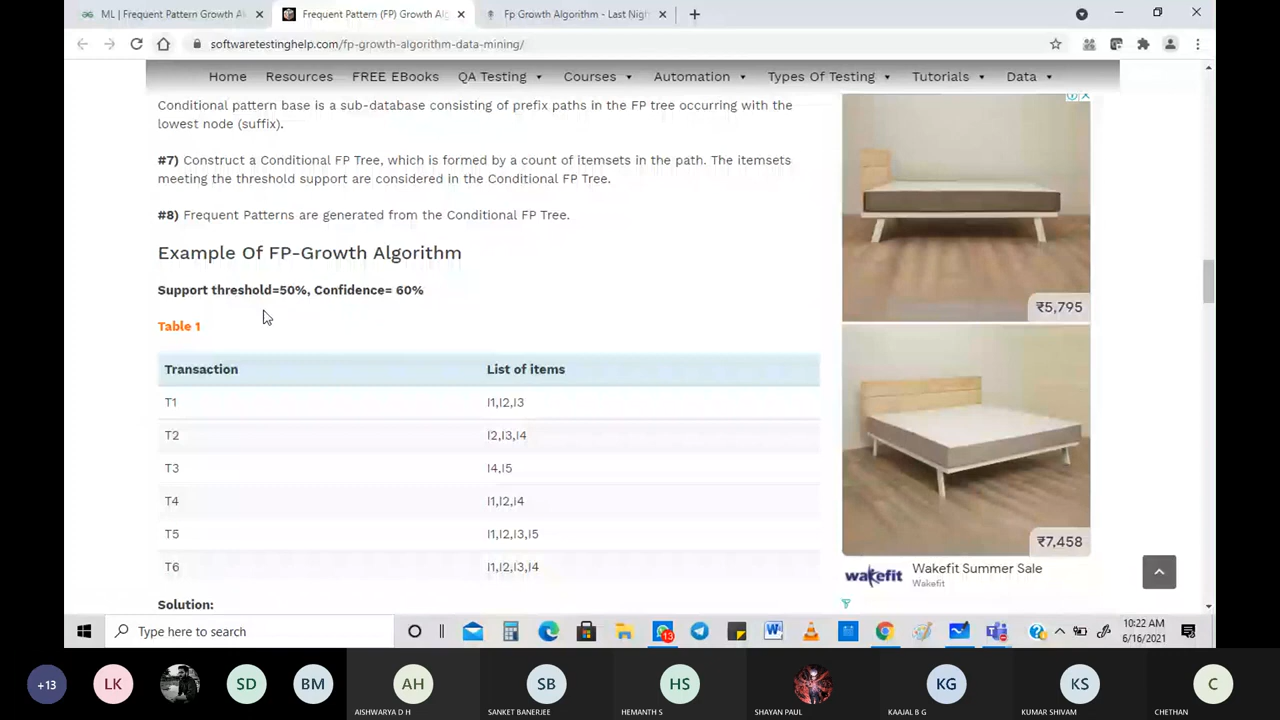 ML | Frequent Pattern Growth Al
Frequent Pattern (FP) Growth Alg
Fp Growth Algorithm - Last Nigh
softwaretestinghelp.com/fp-growth-algorithm-data-mining/
Home Resources FREE EBooks QA Testing Courses Automation Types Of Testing Tutorials Data
Conditional pattern base is a sub-database consisting of prefix paths in the FP tree occurring with the
lowest node (suffix).
#7) Construct a Conditional FP Tree, which is formed by a count of itemsets in the path. The itemsets
meeting the threshold support are considered in the Conditional FP Tree.
#8) Frequent Patterns are generated from the Conditional FP Tree.
Example Of FP-Growth Algorithm
Support threshold=50%, Confidence= 60%
Table 1
Transaction List of items
T1 I1,I2,I3
T2 I2,I3,I4
T3 I4,I5
T4 I1,I2,I4
T5 I1,I2,I3,I5
T6 I1,I2,I3,I4
Solution:
₹5,795
₹7,458
wakefit
Wakefit Summer Sale
Wakefit
Type here to search
13
10:22 AM
6/16/2021
+13
LK
SD
BM
AH
AISHWARYA D H
SB
SANKET BANERJEE
HS
HEMANTH S
SHAYAN PAUL
KG
KAAJAL B G
KS
KUMAR SHIVAM
C
CHETHAN